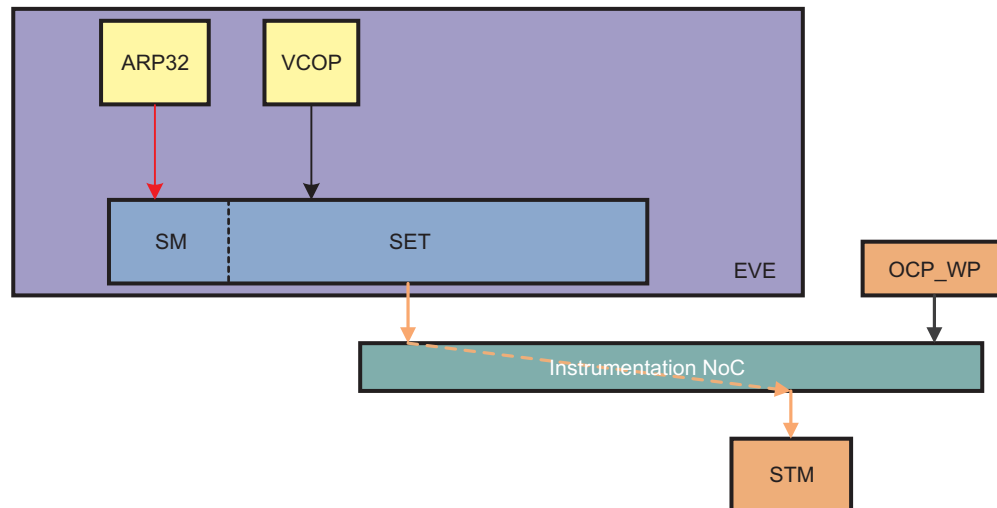 ARP32
VCOP
SM
SET
EVE
OCP_WP
Instrumentation NoC
STM